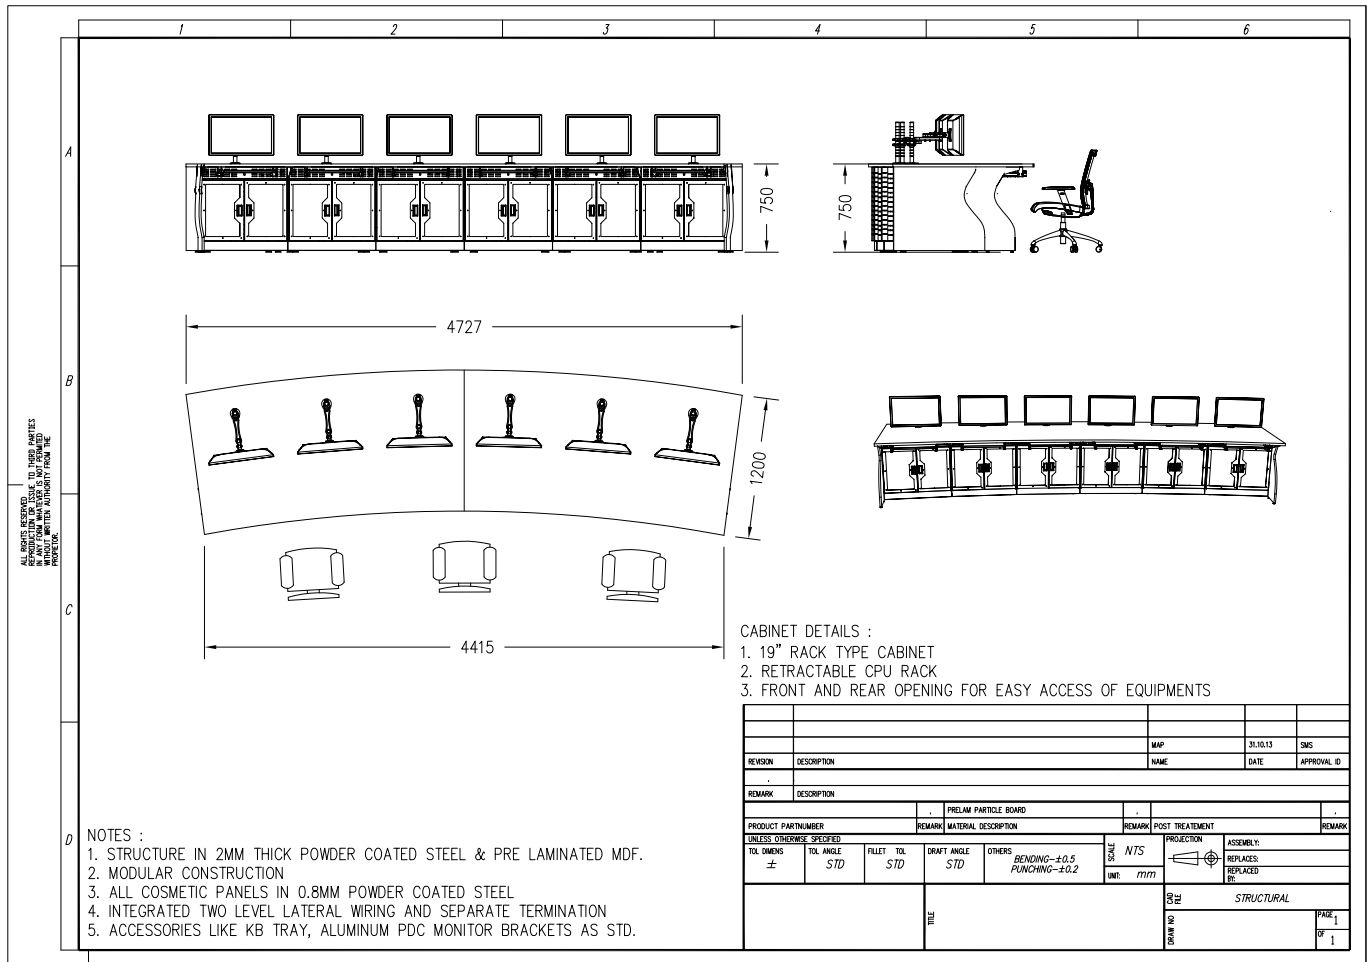 1 2 3 4 5 6
A
B
C
D
750
750
4727
1200
4415
ALL RIGHTS RESERVED
REPRODUCTION OR ISSUE TO THIRD PARTIES
IN ANY FORM WHATEVER IS NOT PERMITED
WITHOUT WRITTEN AUTHORITY FROM THE
PROPIETOR.
CABINET DETAILS :
1. 19" RACK TYPE CABINET
2. RETRACTABLE CPU RACK
3. FRONT AND REAR OPENING FOR EASY ACCESS OF EQUIPMENTS
NOTES :
1. STRUCTURE IN 2MM THICK POWDER COATED STEEL & PRE LAMINATED MDF.
2. MODULAR CONSTRUCTION
3. ALL COSMETIC PANELS IN 0.8MM POWDER COATED STEEL
4. INTEGRATED TWO LEVEL LATERAL WIRING AND SEPARATE TERMINATION
5. ACCESSORIES LIKE KB TRAY, ALUMINUM PDC MONITOR BRACKETS AS STD.
MAP 31.10.13 SMS
REVISION DESCRIPTION NAME DATE APPROVAL ID
REMARK DESCRIPTION
PRELAM PARTICLE BOARD
PRODUCT PARTNUMBER REMARK MATERIAL DESCRIPTION REMARK POST TREATEMENT REMARK
UNLESS OTHERWISE SPECIFIED
TOL DIMENS TOL ANGLE FILLET TOL DRAFT ANGLE OTHERS
± STD STD STD BENDING-±0.5
PUNCHING-±0.2
SCALE NTS
UNIT: mm
PROJECTION
ASSEMBLY:
REPLACES:
REPLACED
BY:
CAD
FILE
STRUCTURAL
TITLE
DRAW NO
PAGE 1
OF 1